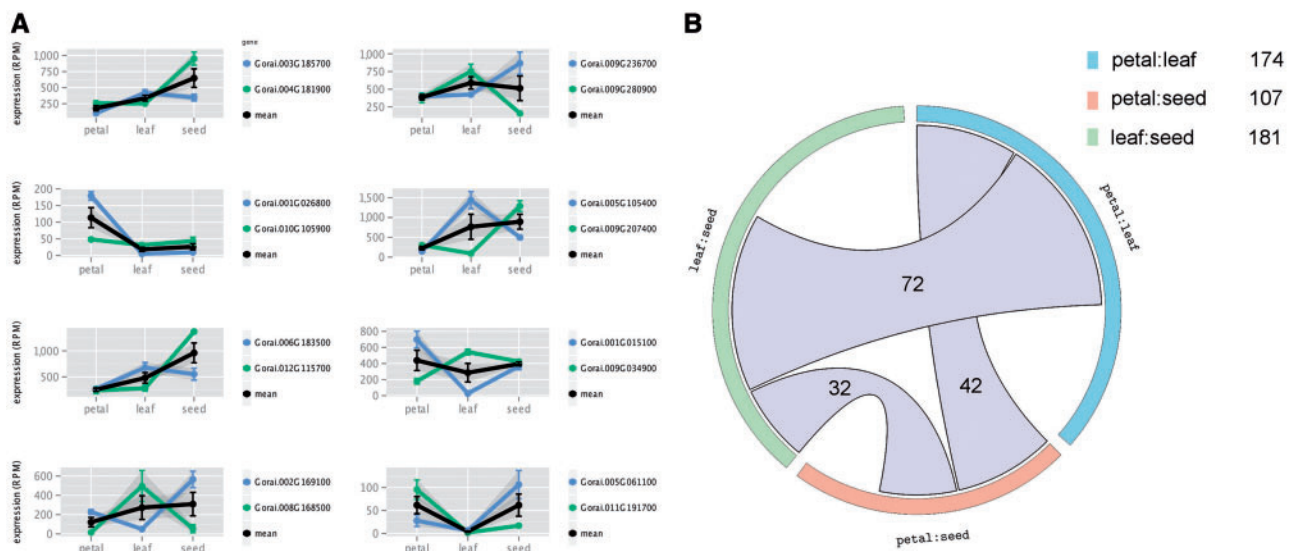 A
expression (RPM)
1,000
750
500
250
petal leaf seed
gene
Gorai.003G185700
Gorai.004G181900
mean
1,000
750
500
250
petal leaf seed
Gorai.009G236700
Gorai.009G280900
mean
expression (RPM)
200
150
100
50
0
petal leaf seed
Gorai.001G026800
Gorai.010G105900
mean
1,500
1,000
500
0
petal leaf seed
Gorai.005G105400
Gorai.009G207400
mean
expression (RPM)
1,000
500
petal leaf seed
Gorai.006G183500
Gorai.012G115700
mean
800
600
400
200
0
petal leaf seed
Gorai.001G015100
Gorai.009G034900
mean
expression (RPM)
600
400
200
0
petal leaf seed
Gorai.002G169100
Gorai.008G168500
mean
100
50
0
petal leaf seed
Gorai.005G061100
Gorai.011G191700
mean
B
petal:leaf 174
petal:seed 107
leaf:seed 181
leaf:seed
petal:leaf
72
32
42
petal:seed